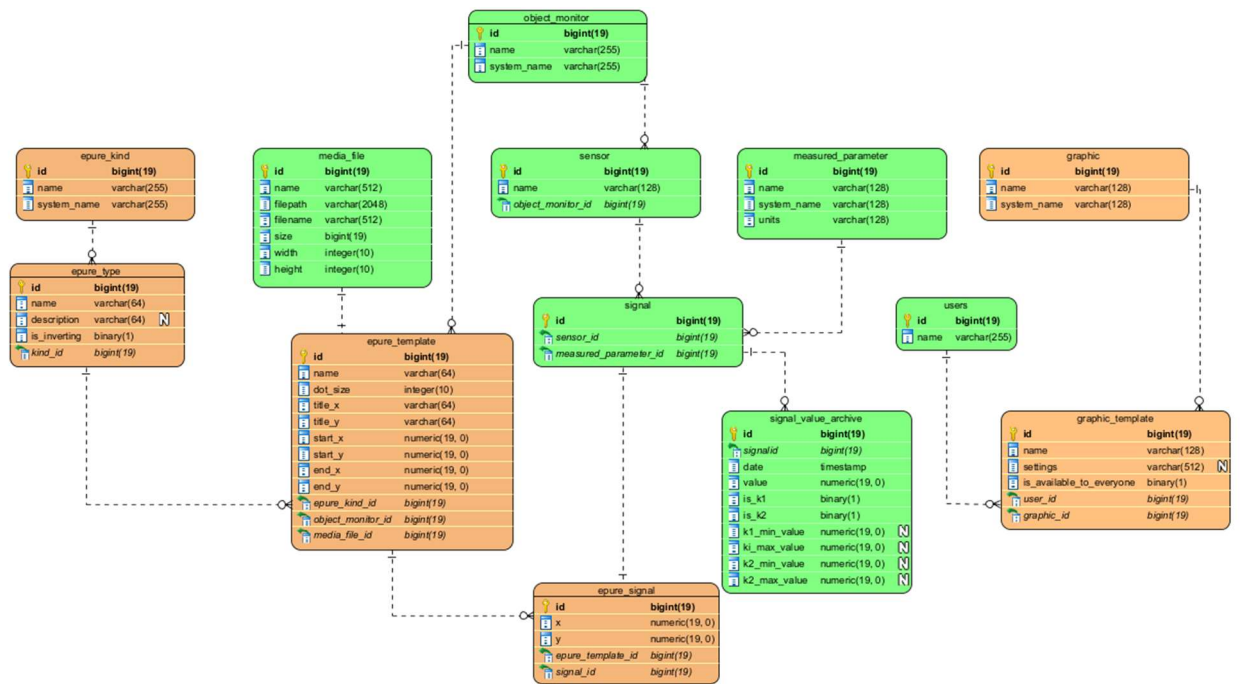 object_monitor
id bigint(19)
name varchar(255)
system_name varchar(255)
epure_kind
id bigint(19)
name varchar(255)
system_name varchar(255)
media_file
id bigint(19)
name varchar(512)
filepath varchar(2048)
filename varchar(512)
size bigint(19)
width integer(10)
height integer(10)
sensor
id bigint(19)
name varchar(128)
object_monitor_id bigint(19)
measured_parameter
id bigint(19)
name varchar(128)
system_name varchar(128)
units varchar(128)
graphic
id bigint(19)
name varchar(128)
system_name varchar(128)
epure_type
id bigint(19)
name varchar(64)
description varchar(64) N
is_inverting binary(1)
kind_id bigint(19)
signal
id bigint(19)
sensor_id bigint(19)
measured_parameter_id bigint(19)
users
id bigint(19)
name varchar(255)
epure_template
id bigint(19)
name varchar(64)
dot_size integer(10)
title_x varchar(64)
title_y varchar(64)
start_x numeric(19, 0)
start_y numeric(19, 0)
end_x numeric(19, 0)
end_y numeric(19, 0)
epure_kind_id bigint(19)
object_monitor_id bigint(19)
media_file_id bigint(19)
signal_value_archive
id bigint(19)
signalid bigint(19)
date timestamp
value numeric(19, 0)
is_k1 binary(1)
is_k2 binary(1)
k1_min_value numeric(19, 0) N
ki_max_value numeric(19, 0) N
k2_min_value numeric(19, 0) N
k2_max_value numeric(19, 0) N
graphic_template
id bigint(19)
name varchar(128)
settings varchar(512) N
is_available_to_everyone binary(1)
user_id bigint(19)
graphic_id bigint(19)
epure_signal
id bigint(19)
x numeric(19, 0)
y numeric(19, 0)
epure_template_id bigint(19)
signal_id bigint(19)